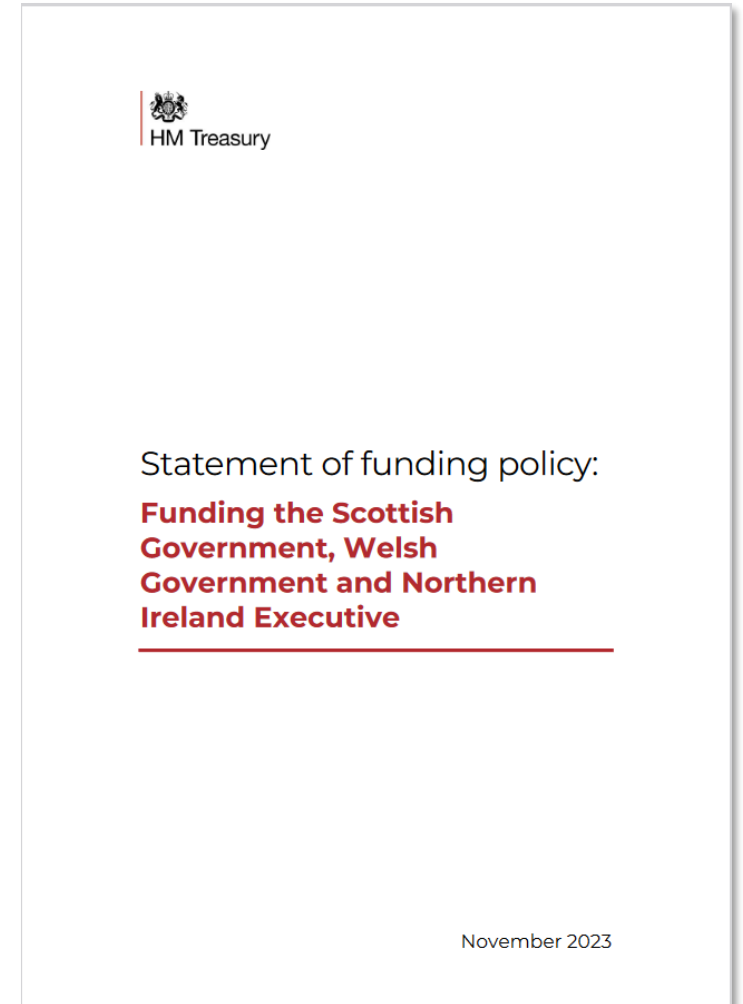 HM Treasury
Statement of funding policy:
Funding the Scottish
Government, Welsh
Government and Northern
Ireland Executive
November 2023